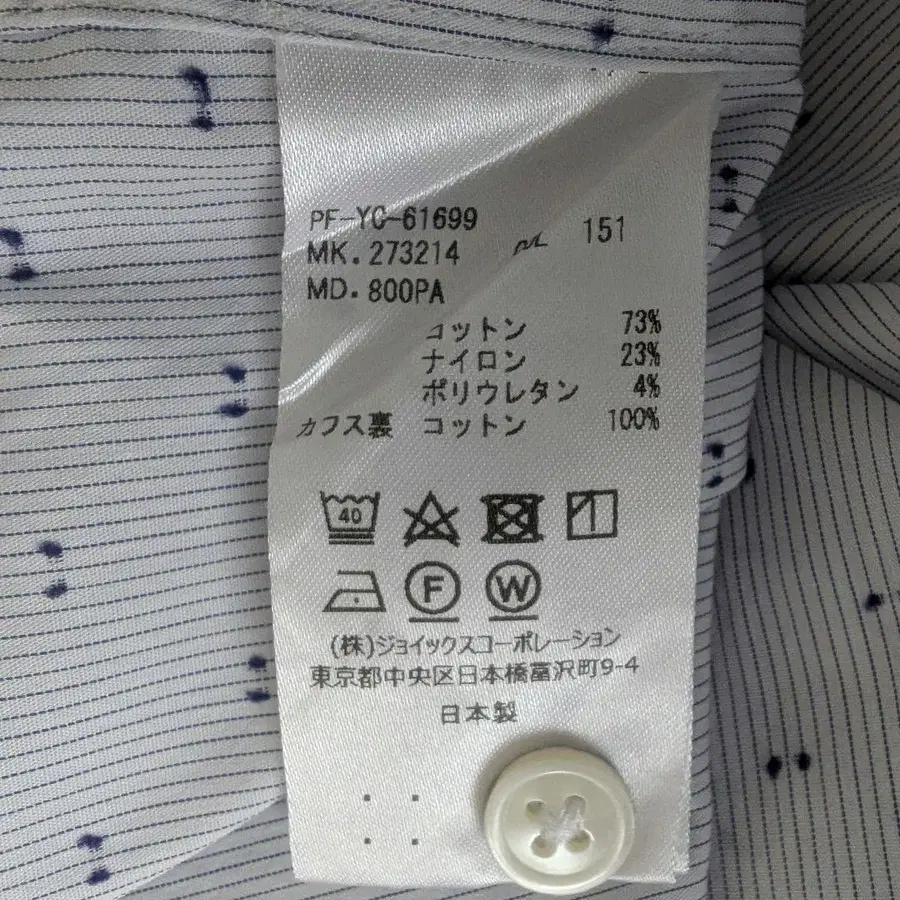 PF-YC-61699
MK.273214 151
MD.800PA
コットン 73%
ナイロン 23%
ポリウレタン 4%
カフス裏 コットン 100%
40
F W
(株)ジョイックスコーポレーション
東京都中央区日本橋富沢町9-4
日本製